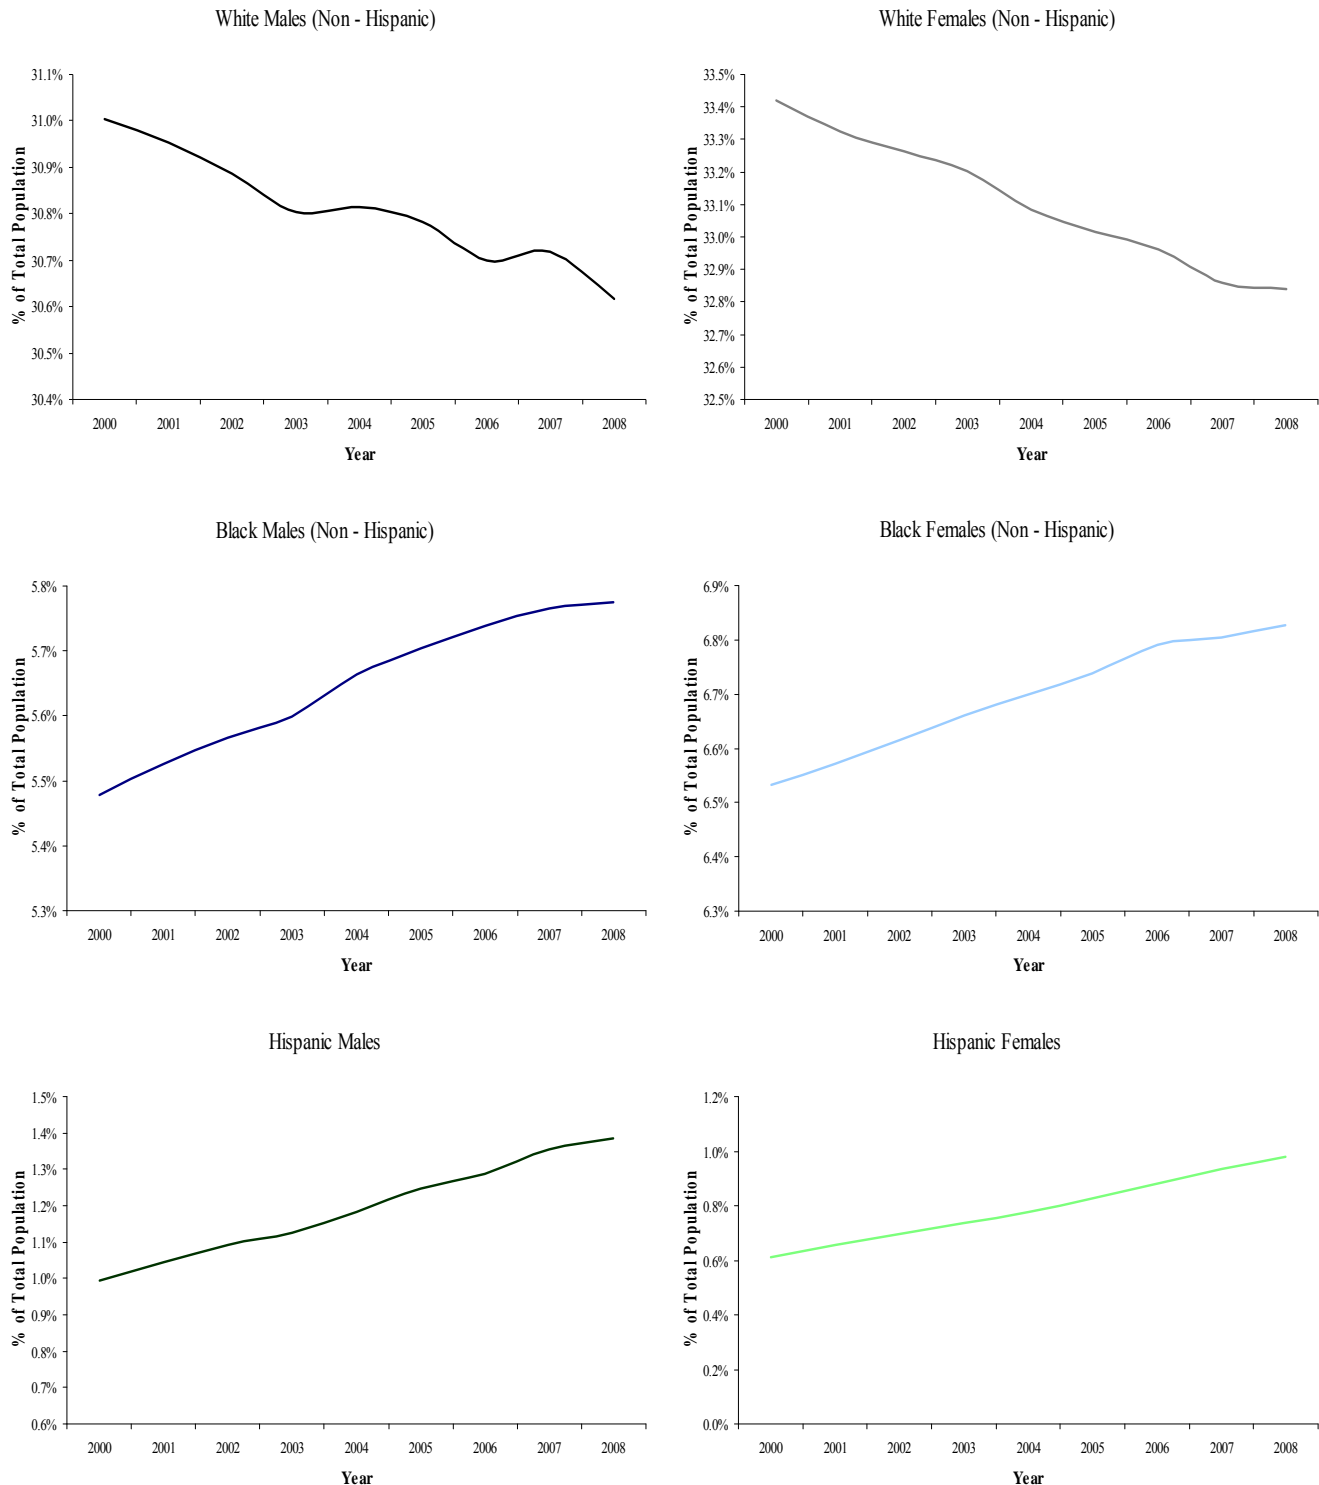 White Males (Non - Hispanic)
31.1%
31.0%
30.9%
30.8%
30.7%
30.6%
30.5%
30.4%
% of Total Population
2000 2001 2002 2003 2004 2005 2006 2007 2008
Year
White Females (Non - Hispanic)
33.5%
33.4%
33.3%
33.2%
33.1%
33.0%
32.9%
32.8%
32.7%
32.6%
32.5%
% of Total Population
2000 2001 2002 2003 2004 2005 2006 2007 2008
Year
Black Males (Non - Hispanic)
5.8%
5.7%
5.6%
5.5%
5.4%
5.3%
% of Total Population
2000 2001 2002 2003 2004 2005 2006 2007 2008
Year
Black Females (Non - Hispanic)
6.9%
6.8%
6.7%
6.6%
6.5%
6.4%
6.3%
% of Total Population
2000 2001 2002 2003 2004 2005 2006 2007 2008
Year
Hispanic Males
1.5%
1.4%
1.3%
1.2%
1.1%
1.0%
0.9%
0.8%
0.7%
0.6%
% of Total Population
2000 2001 2002 2003 2004 2005 2006 2007 2008
Year
Hispanic Females
1.2%
1.0%
0.8%
0.6%
0.4%
0.2%
0.0%
% of Total Population
2000 2001 2002 2003 2004 2005 2006 2007 2008
Year